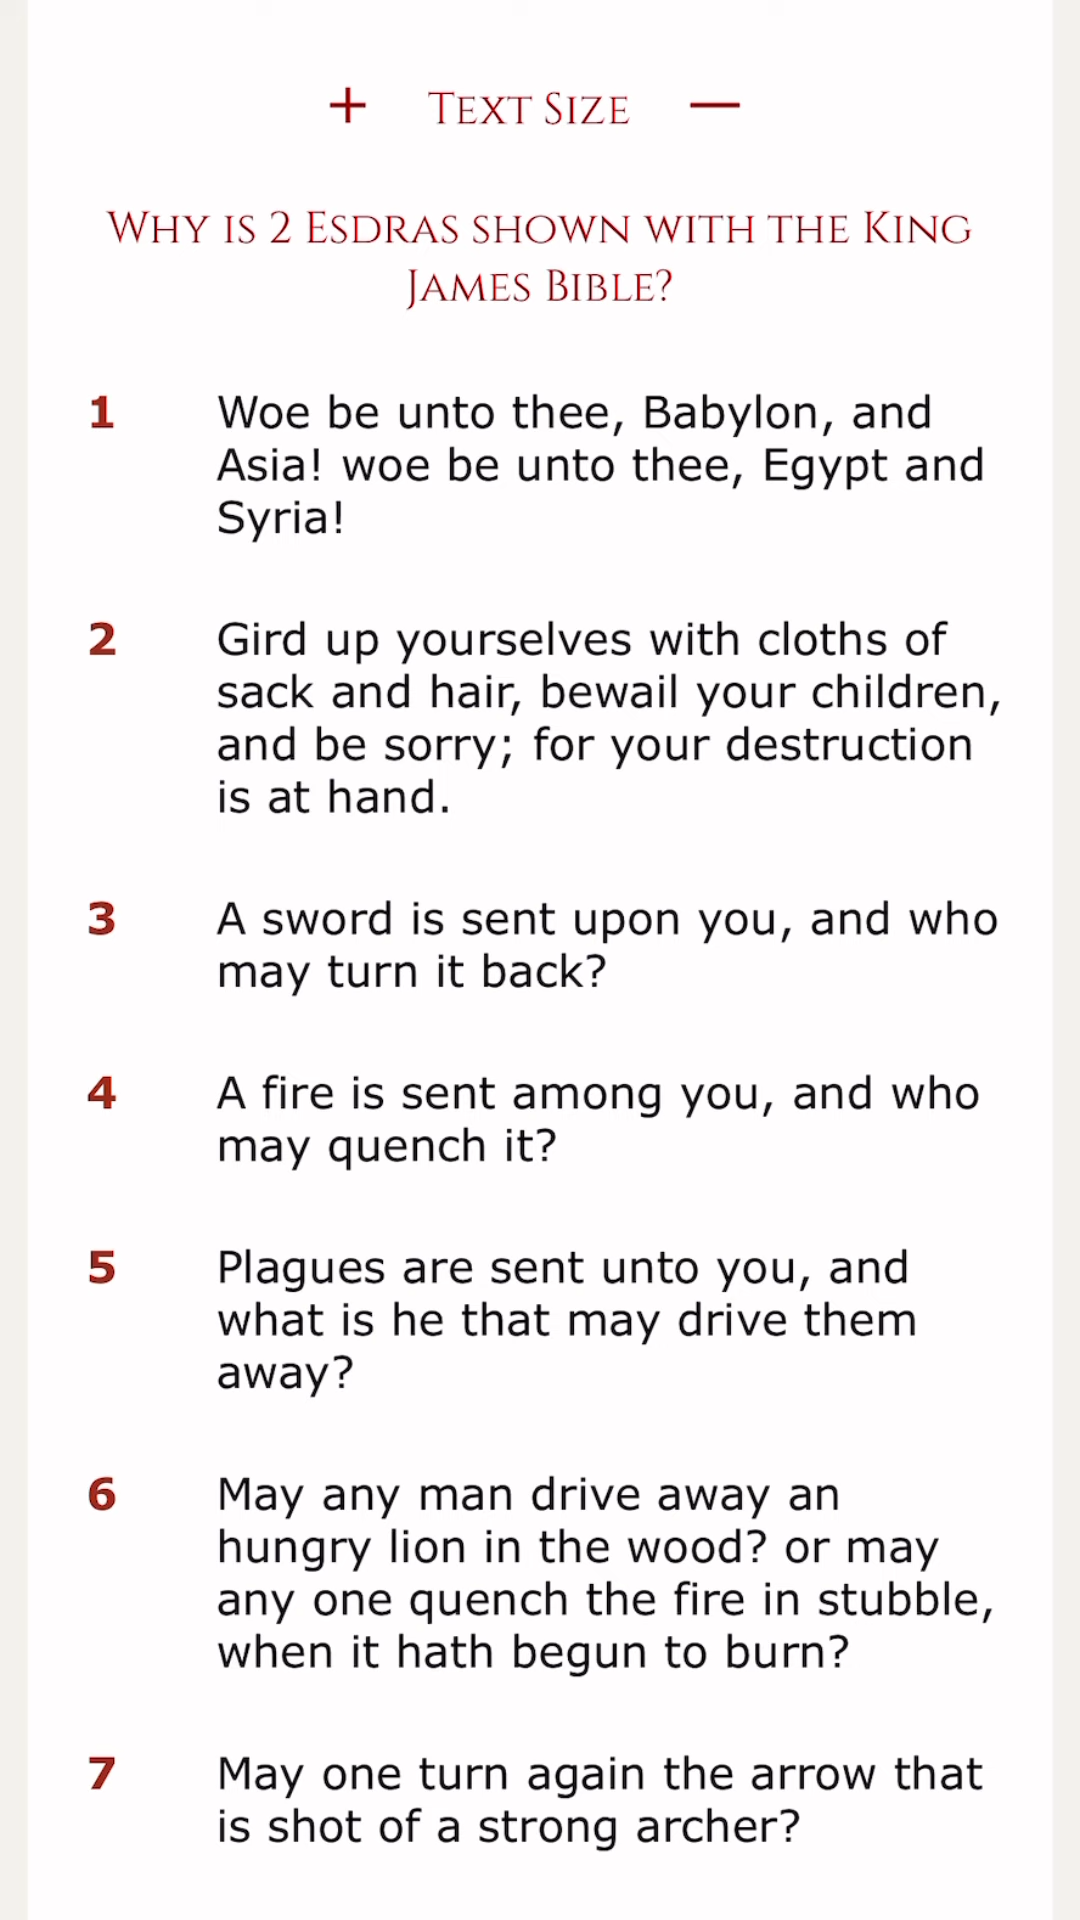 + Text Size —
Why is 2 Esdras shown with the King
James Bible?
1 Woe be unto thee, Babylon, and
Asia! woe be unto thee, Egypt and
Syria!
2 Gird up yourselves with cloths of
sack and hair, bewail your children,
and be sorry; for your destruction
is at hand.
3 A sword is sent upon you, and who
may turn it back?
4 A fire is sent among you, and who
may quench it?
5 Plagues are sent unto you, and
what is he that may drive them
away?
6 May any man drive away an
hungry lion in the wood? or may
any one quench the fire in stubble,
when it hath begun to burn?
7 May one turn again the arrow that
is shot of a strong archer?